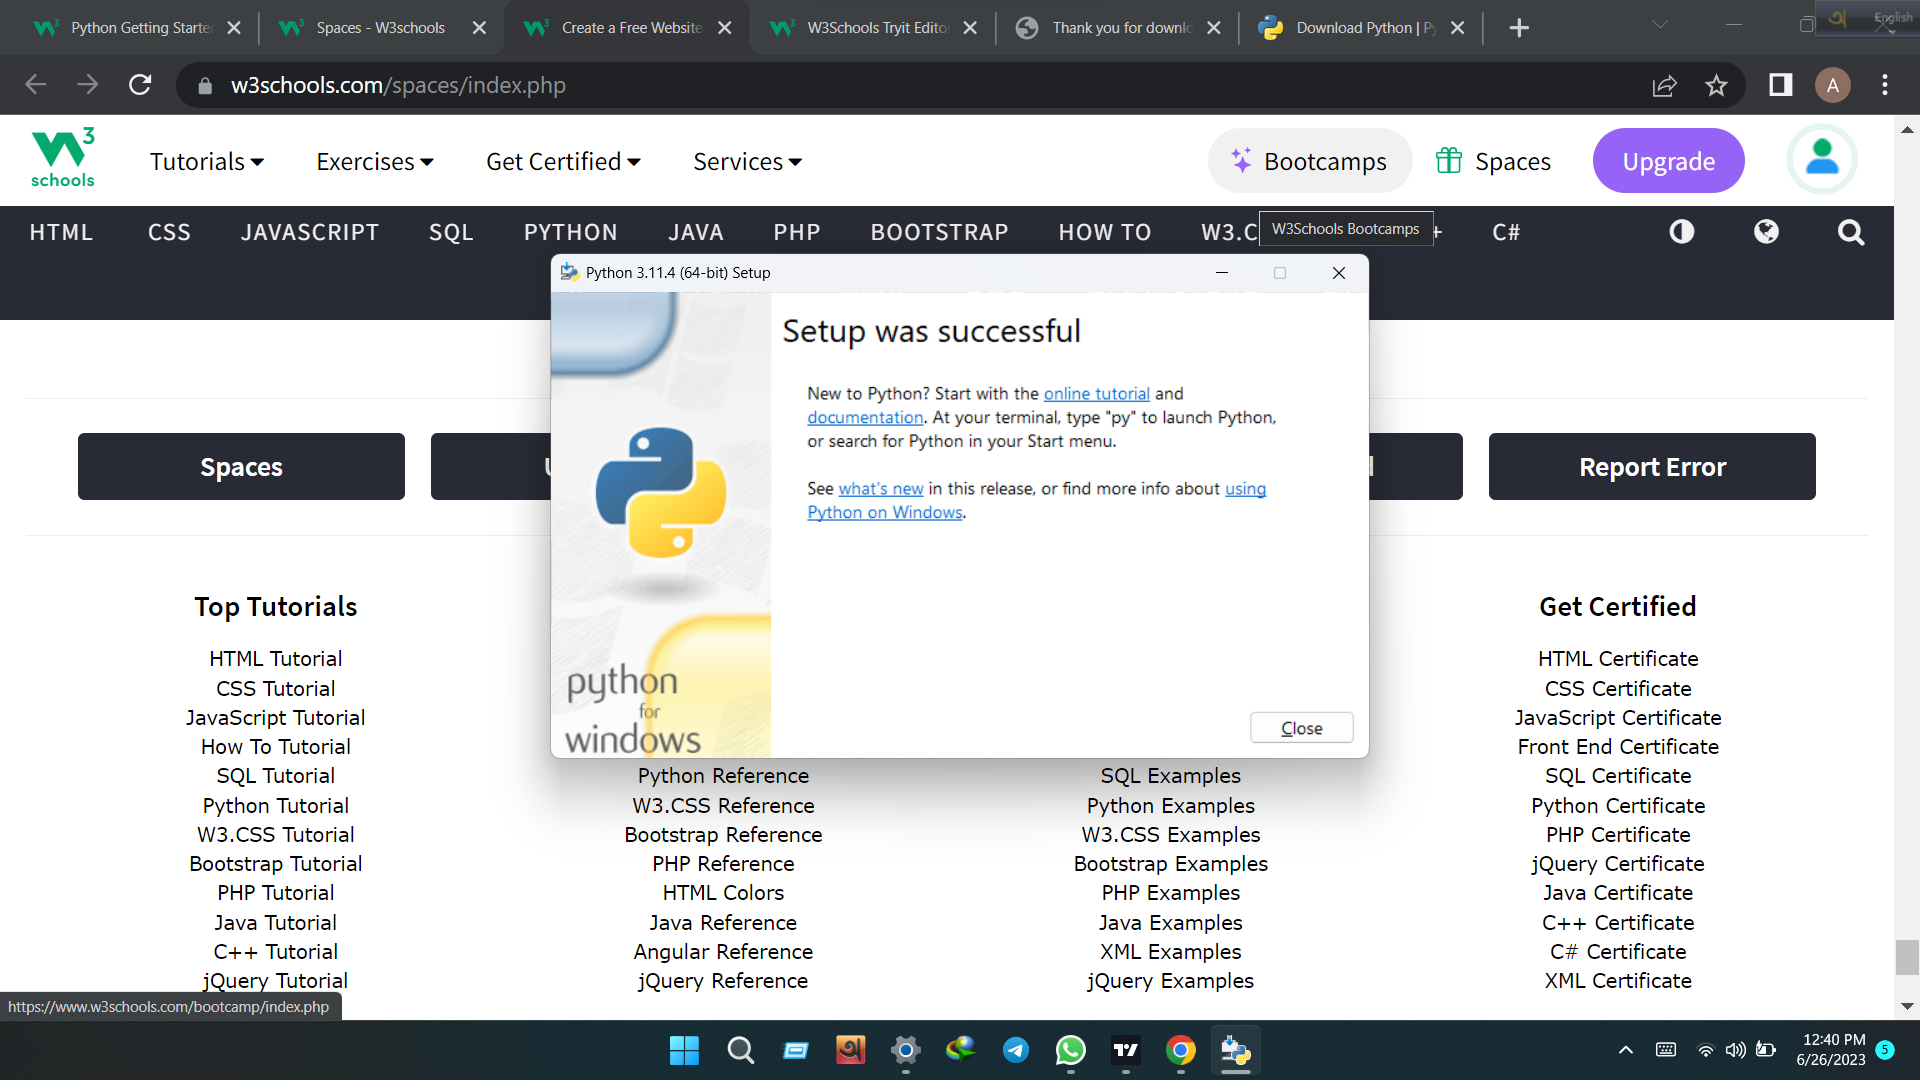 Python Getting Starte
Spaces - W3schools
Create a Free Website
W3Schools Tryit Edito
Thank you for downlo
Download Python | Py
English
w3schools.com/spaces/index.php
A
3
schools
Tutorials
Exercises
Get Certified
Services
Bootcamps
Spaces
Upgrade
HTML
CSS
JAVASCRIPT
SQL
PYTHON
JAVA
PHP
BOOTSTRAP
HOW TO
W3.C
W3Schools Bootcamps
+
C#
Python 3.11.4 (64-bit) Setup
Setup was successful
New to Python? Start with the online tutorial and
documentation. At your terminal, type "py" to launch Python,
or search for Python in your Start menu.
See what's new in this release, or find more info about using
Python on Windows.
python
for
windows
Close
Spaces
Report Error
Top Tutorials
HTML Tutorial
CSS Tutorial
JavaScript Tutorial
How To Tutorial
SQL Tutorial
Python Tutorial
W3.CSS Tutorial
Bootstrap Tutorial
PHP Tutorial
Java Tutorial
C++ Tutorial
jQuery Tutorial
Python Reference
W3.CSS Reference
Bootstrap Reference
PHP Reference
HTML Colors
Java Reference
Angular Reference
jQuery Reference
SQL Examples
Python Examples
W3.CSS Examples
Bootstrap Examples
PHP Examples
Java Examples
XML Examples
jQuery Examples
Get Certified
HTML Certificate
CSS Certificate
JavaScript Certificate
Front End Certificate
SQL Certificate
Python Certificate
PHP Certificate
jQuery Certificate
Java Certificate
C++ Certificate
C# Certificate
XML Certificate
https://www.w3schools.com/bootcamp/index.php
12:40 PM
6/26/2023
5